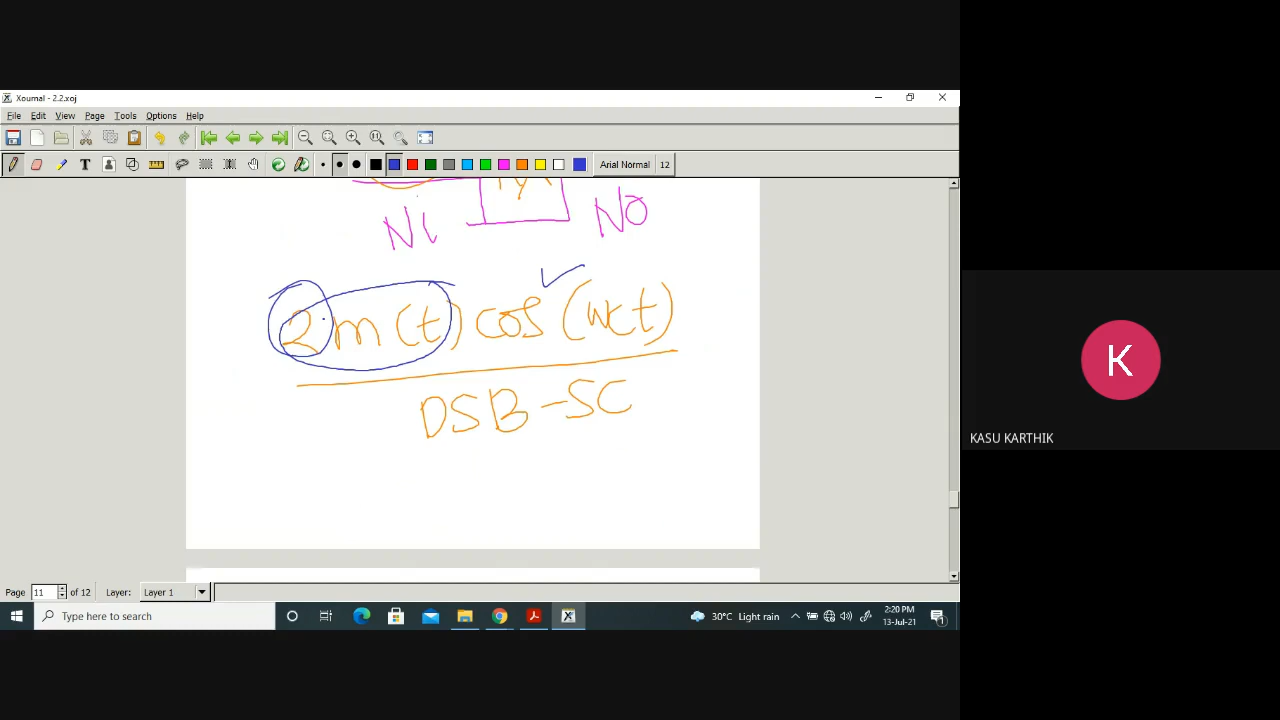 Xournal - 2.2.xoj
File Edit View Page Tools Options Help
Arial Normal 12
Ni NO
2m(t) cos(wct)
DSB-SC
K
KASU KARTHIK
Page 11 of 12 Layer: Layer 1
Type here to search
30°C Light rain
2:20 PM
13-Jul-21
1